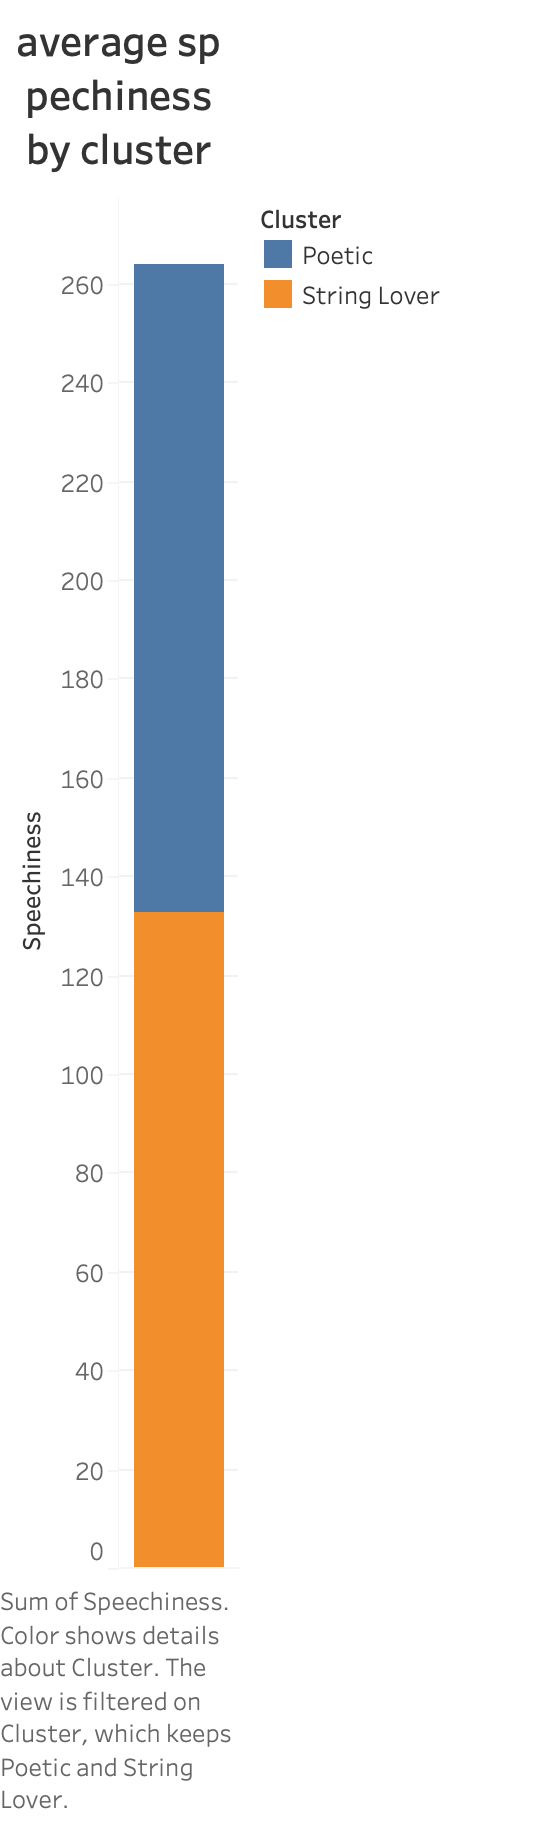 average sp
pechiness
by cluster
Cluster
Poetic
String Lover
260
240
220
200
180
160
140
120
100
80
60
40
20
0
Speechiness
Sum of Speechiness.
Color shows details
about Cluster. The
view is filtered on
Cluster, which keeps
Poetic and String
Lover.